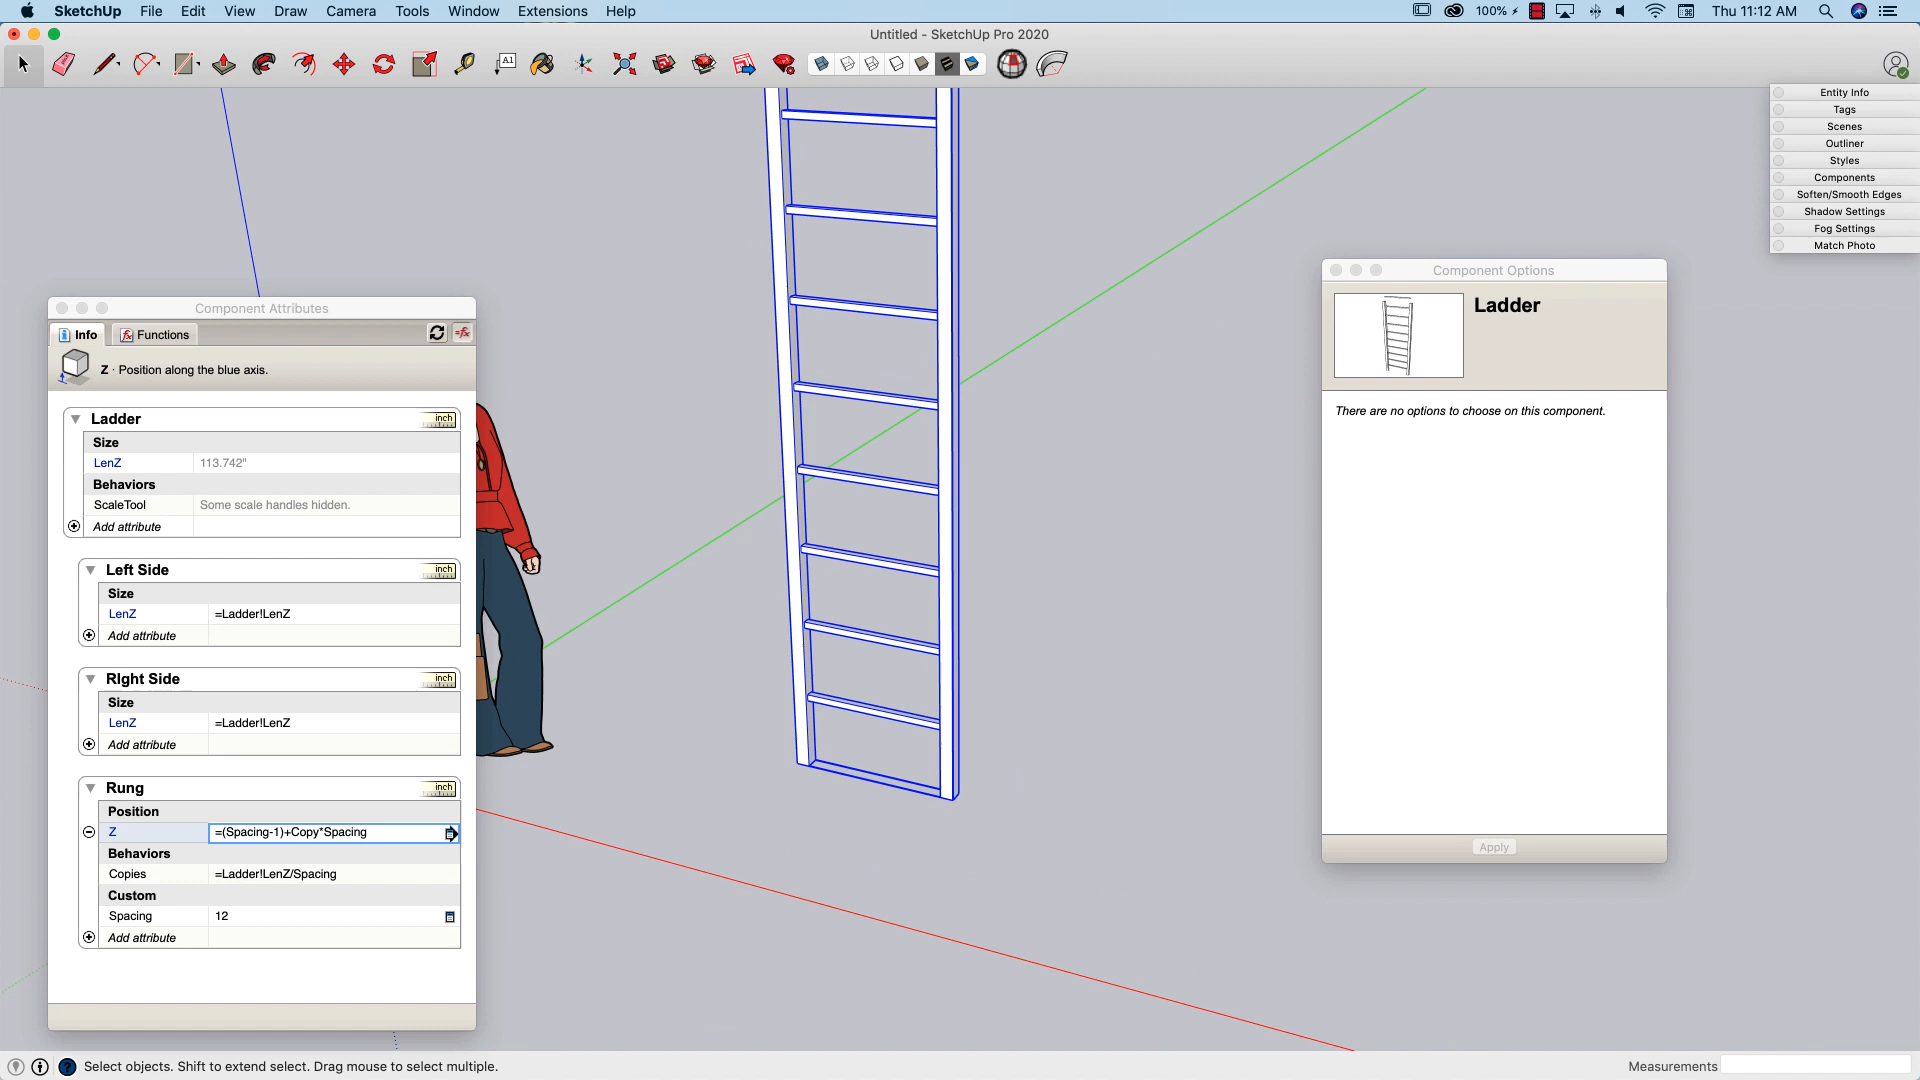 SketchUp File Edit View Draw Camera Tools Window Extensions Help 100% Thu 11:12 AM
Untitled - SketchUp Pro 2020
A1
Entity Info
Tags
Scenes
Outliner
Styles
Components
Soften/Smooth Edges
Shadow Settings
Fog Settings
Match Photo
Component Attributes
Info Functions =fx
Z · Position along the blue axis.
Ladder inch
Size
LenZ 113.742"
Behaviors
ScaleTool Some scale handles hidden.
Add attribute
Left Side inch
Size
LenZ =Ladder!LenZ
Add attribute
RIght Side inch
Size
LenZ =Ladder!LenZ
Add attribute
Rung inch
Position
Z =(Spacing-1)+Copy*Spacing
Behaviors
Copies =Ladder!LenZ/Spacing
Custom
Spacing 12
Add attribute
Component Options
Ladder
There are no options to choose on this component.
Apply
Select objects. Shift to extend select. Drag mouse to select multiple. Measurements